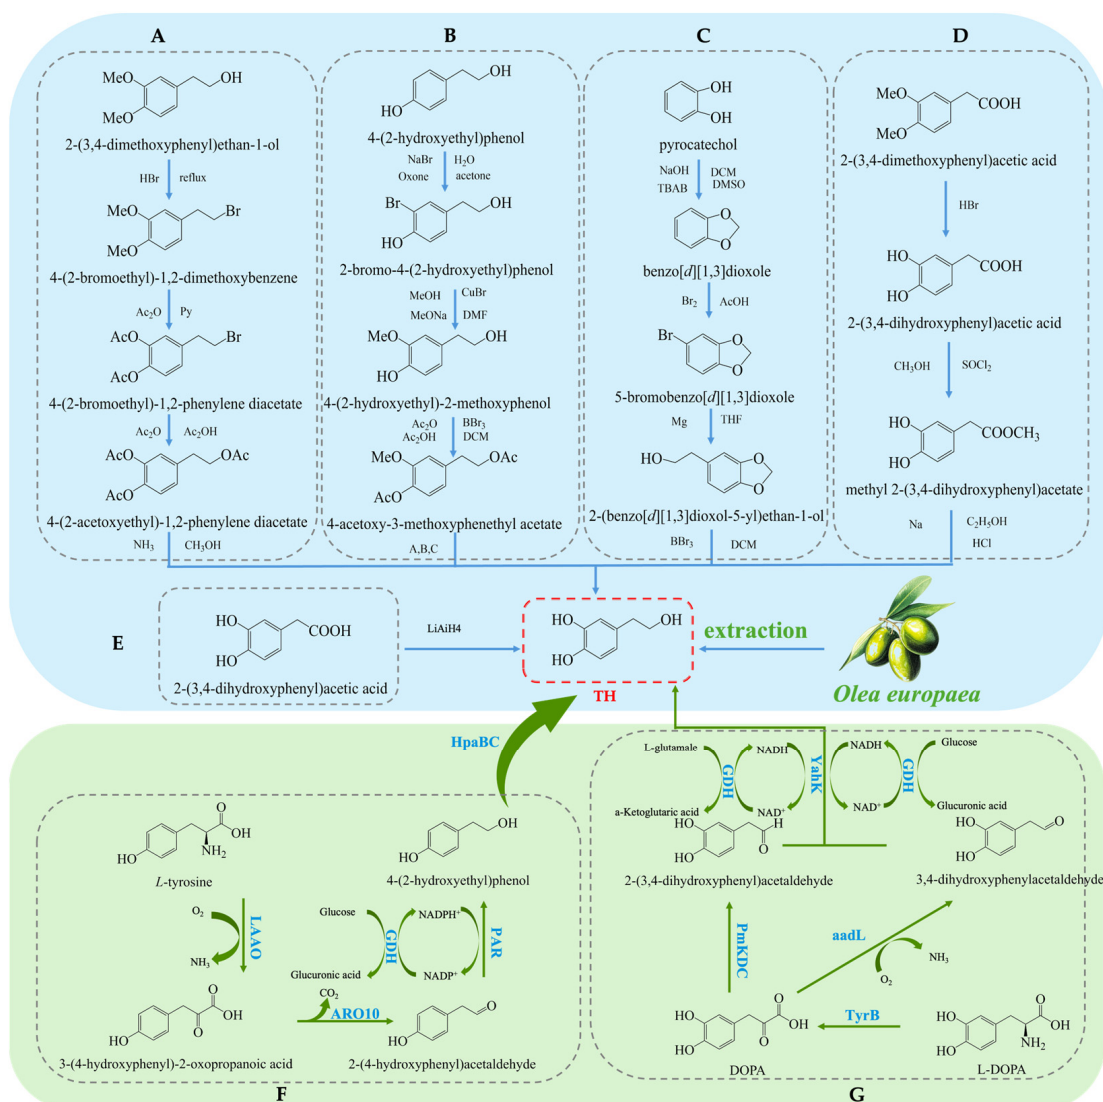 A
MeO
OH
MeO
2-(3,4-dimethoxyphenyl)ethan-1-ol
HBr
reflux
MeO
Br
MeO
4-(2-bromoethyl)-1,2-dimethoxybenzene
Ac₂O
Py
AcO
Br
AcO
4-(2-bromoethyl)-1,2-phenylene diacetate
Ac₂O
Ac₂OH
AcO
OAc
AcO
4-(2-acetoxyethyl)-1,2-phenylene diacetate
NH₃
CH₃OH
B
OH
HO
4-(2-hydroxyethyl)phenol
NaBr
H₂O
Oxone
acetone
Br
OH
HO
2-bromo-4-(2-hydroxyethyl)phenol
MeOH
CuBr
MeONa
DMF
MeO
OH
HO
4-(2-hydroxyethyl)-2-methoxyphenol
Ac₂O
BBr₃
Ac₂OH
DCM
MeO
OAc
AcO
4-acetoxy-3-methoxyphenethyl acetate
A,B,C
C
OH
OH
pyrocatechol
NaOH
DCM
TBAB
DMSO
O
O
benzo[d][1,3]dioxole
Br₂
AcOH
Br
O
O
5-bromobenzo[d][1,3]dioxole
Mg
THF
HO
O
O
2-(benzo[d][1,3]dioxol-5-yl)ethan-1-ol
BBr₃
DCM
D
MeO
COOH
MeO
2-(3,4-dimethoxyphenyl)acetic acid
HBr
HO
COOH
HO
2-(3,4-dihydroxyphenyl)acetic acid
CH₃OH
SOCl₂
HO
COOCH₃
HO
methyl 2-(3,4-dihydroxyphenyl)acetate
Na
C₂H₅OH
HCl
E
HO
COOH
HO
2-(3,4-dihydroxyphenyl)acetic acid
LiAiH4
HO
OH
HO
TH
extraction
Olea europaea
HpaBC
O
OH
NH₂
HO
L-tyrosine
O₂
LAAO
NH₃
O
OH
O
HO
3-(4-hydroxyphenyl)-2-oxopropanoic acid
CO₂
ARO10
O
HO
2-(4-hydroxyphenyl)acetaldehyde
Glucose
NADPH⁺
GDH
PAR
Glucuronic acid
NADP⁺
OH
HO
4-(2-hydroxyethyl)phenol
F
L-glutamale
NADH
YahK
NADH
Glucose
GDH
GDH
a-Ketoglutaric acid
NAD⁺
NAD⁺
Glucuronic acid
HO
H
O
HO
2-(3,4-dihydroxyphenyl)acetaldehyde
HO
O
HO
3,4-dihydroxyphenylacetaldehyde
PmKDC
aadL
NH₃
O₂
HO
O
OH
O
HO
DOPA
TyrB
HO
O
OH
NH₂
HO
L-DOPA
G